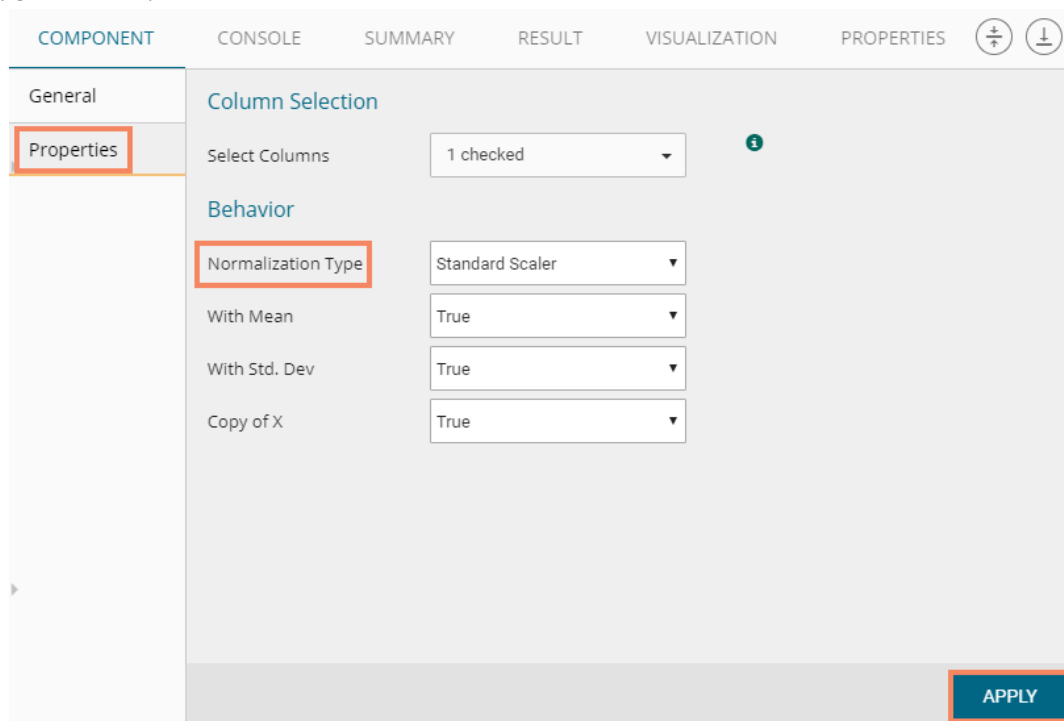 COMPONENT CONSOLE SUMMARY RESULT VISUALIZATION PROPERTIES
General
Properties
Column Selection
Select Columns 1 checked
Behavior
Normalization Type Standard Scaler
With Mean True
With Std. Dev True
Copy of X True
APPLY